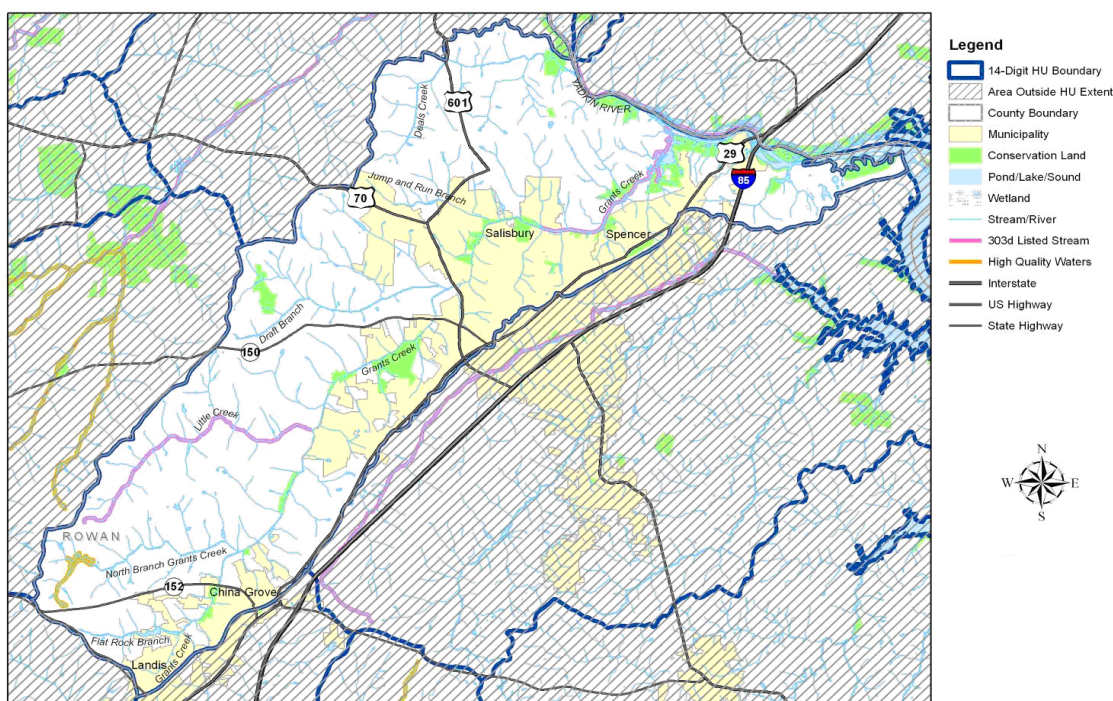 601
Deals Creek
YADKIN RIVER
29
85
70
Jump and Run Branch
Grants Creek
Salisbury
Spencer
Draft Branch
150
Grants Creek
Little Creek
ROWAN
North Branch Grants Creek
152
China Grove
Flat Rock Branch
Grants Creek
Landis
Legend
14-Digit HU Boundary
Area Outside HU Extent
County Boundary
Municipality
Conservation Land
Pond/Lake/Sound
Wetland
Stream/River
303d Listed Stream
High Quality Waters
Interstate
US Highway
State Highway
N
W E
S